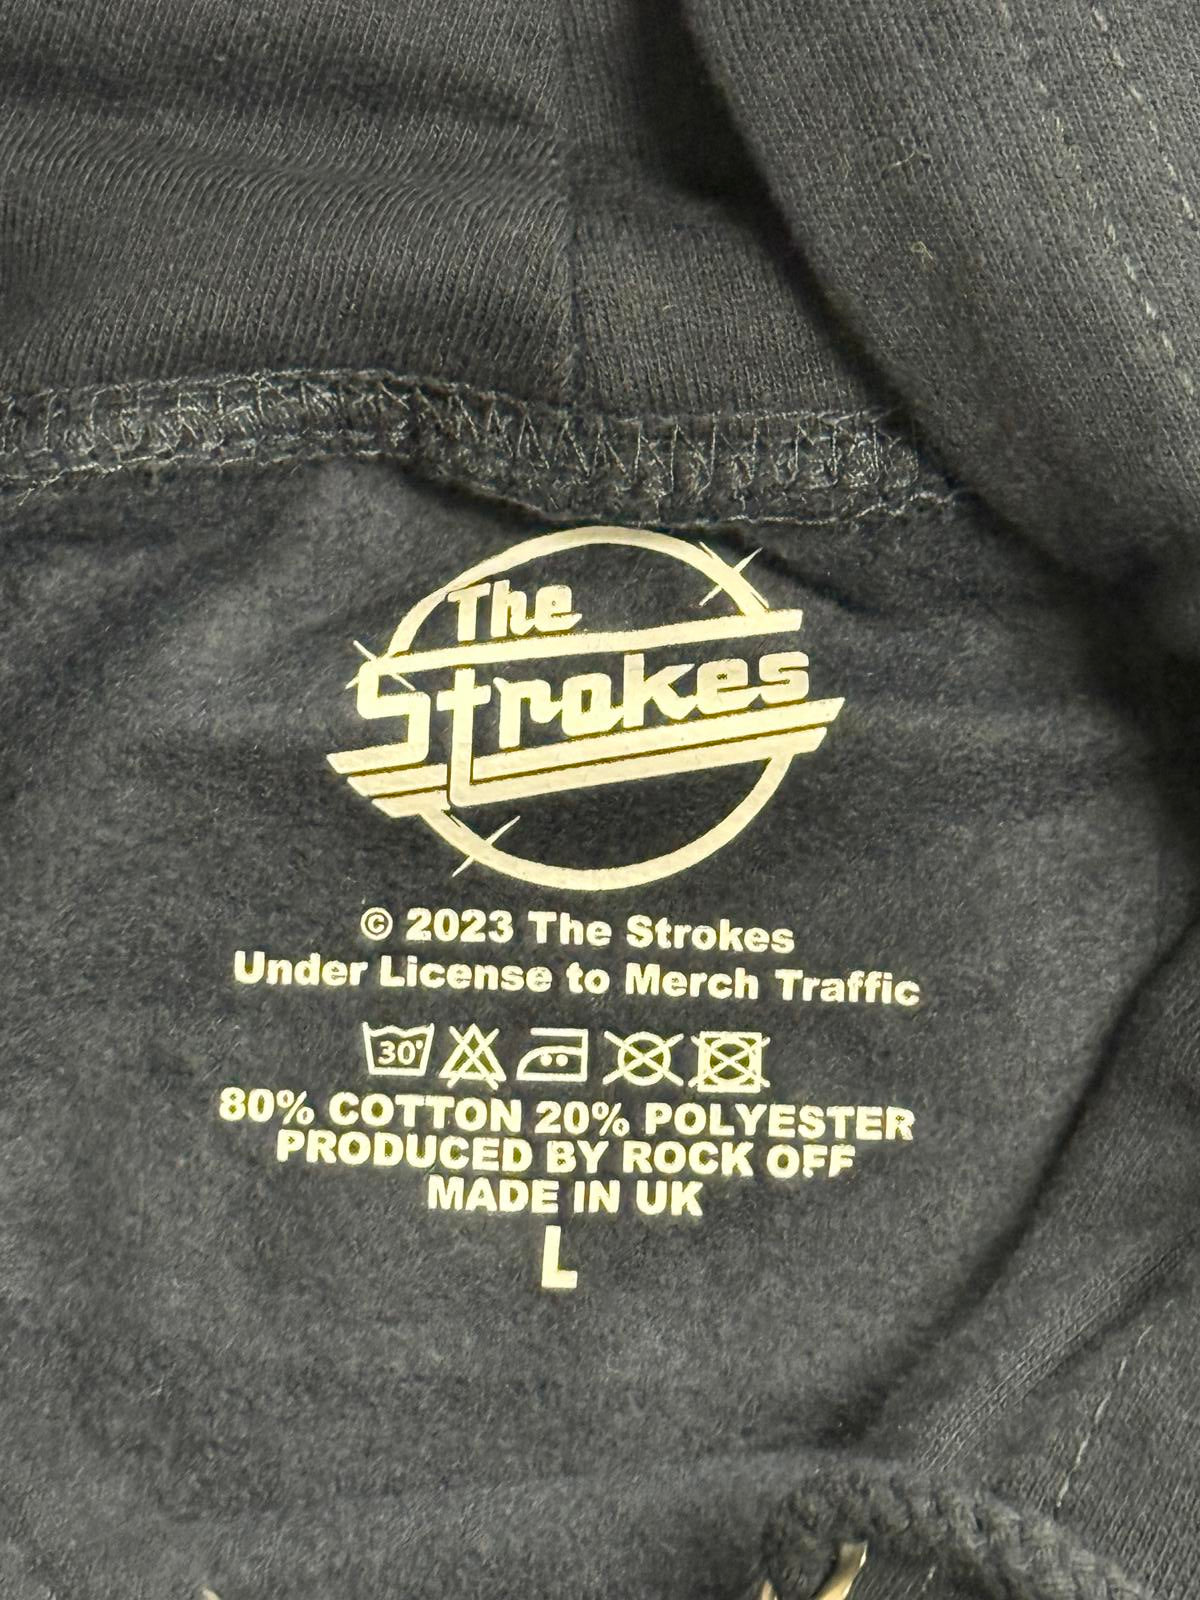 The
Strokes
© 2023 The Strokes
Under License to Merch Traffic
30°
80% COTTON 20% POLYESTER
PRODUCED BY ROCK OFF
MADE IN UK
L